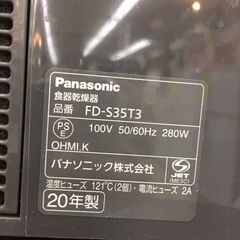 Panasonic
食器乾燥器
品番 FD-S35T3
PS E 100V 50/60Hz 280W
OHMI.K
パナソニック株式会社
S JET (MESC)
温度ヒューズ 121℃(2個)・電流ヒューズ 2A
20年製